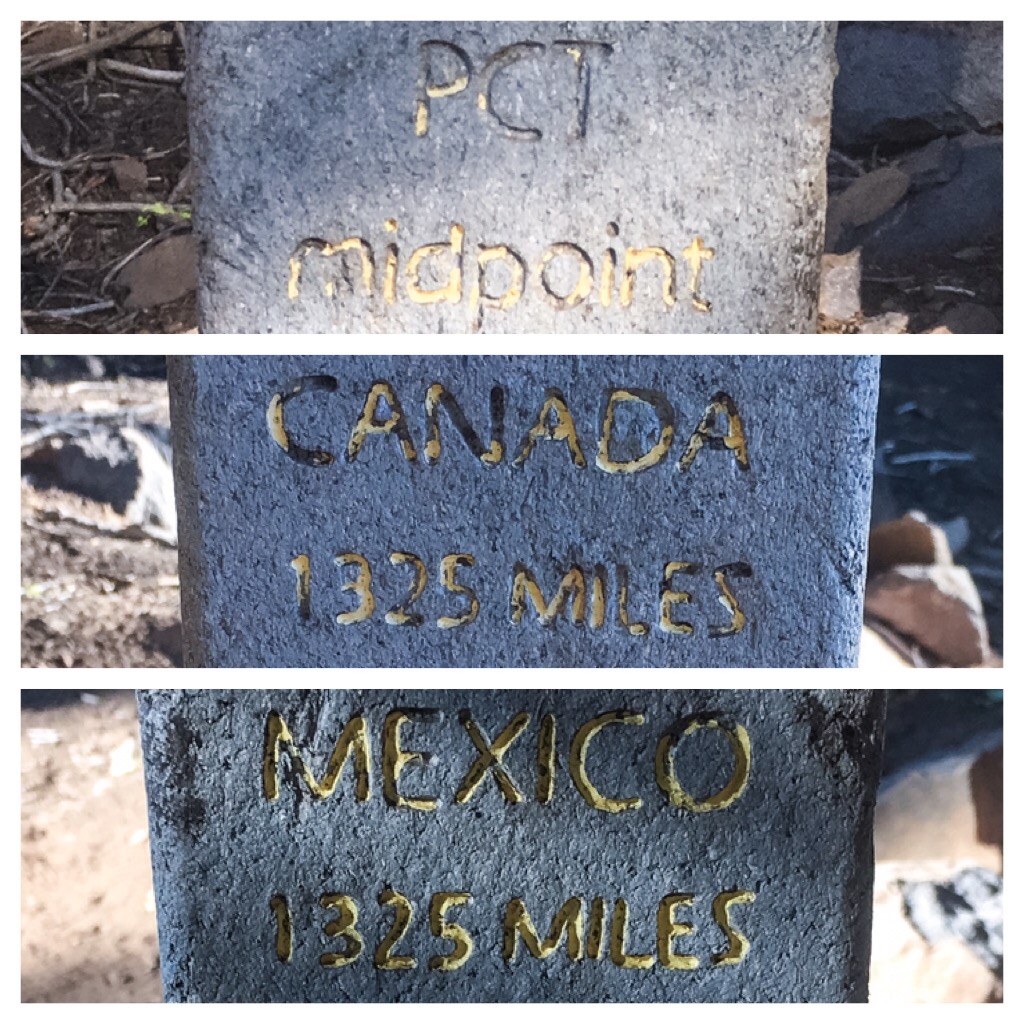 PCT
midpoint
CANADA
1325 MILES
MEXICO
1325 MILES